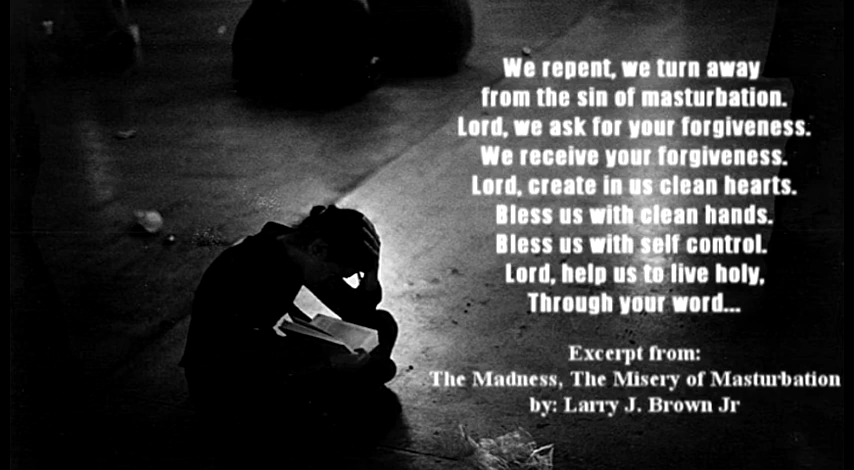 We repent, we turn away
from the sin of masturbation.
Lord, we ask for your forgiveness.
We receive your forgiveness.
Lord, create in us clean hearts.
Bless us with clean hands.
Bless us with self control.
Lord, help us to live holy,
Through your word...
Excerpt from:
The Madness, The Misery of Masturbation
by: Larry J. Brown Jr